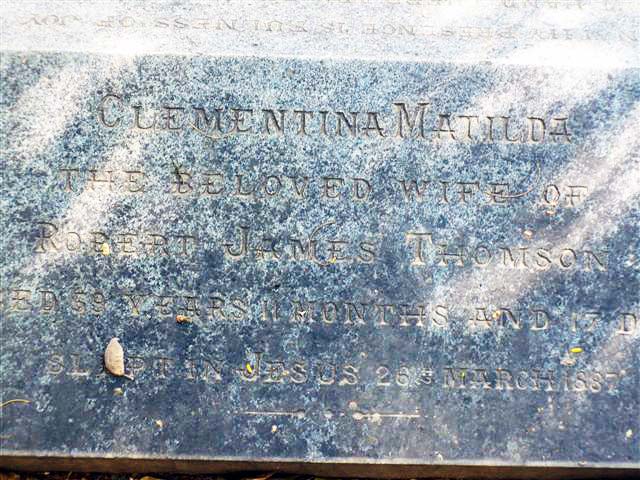 CLEMENTINA MATILDA
THE BELOVED WIFE OF
ROBERT JAMES THOMSON
ED 59 YEARS 11 MONTHS AND 17 D
SLEPT IN JESUS 26TH MARCH 1887